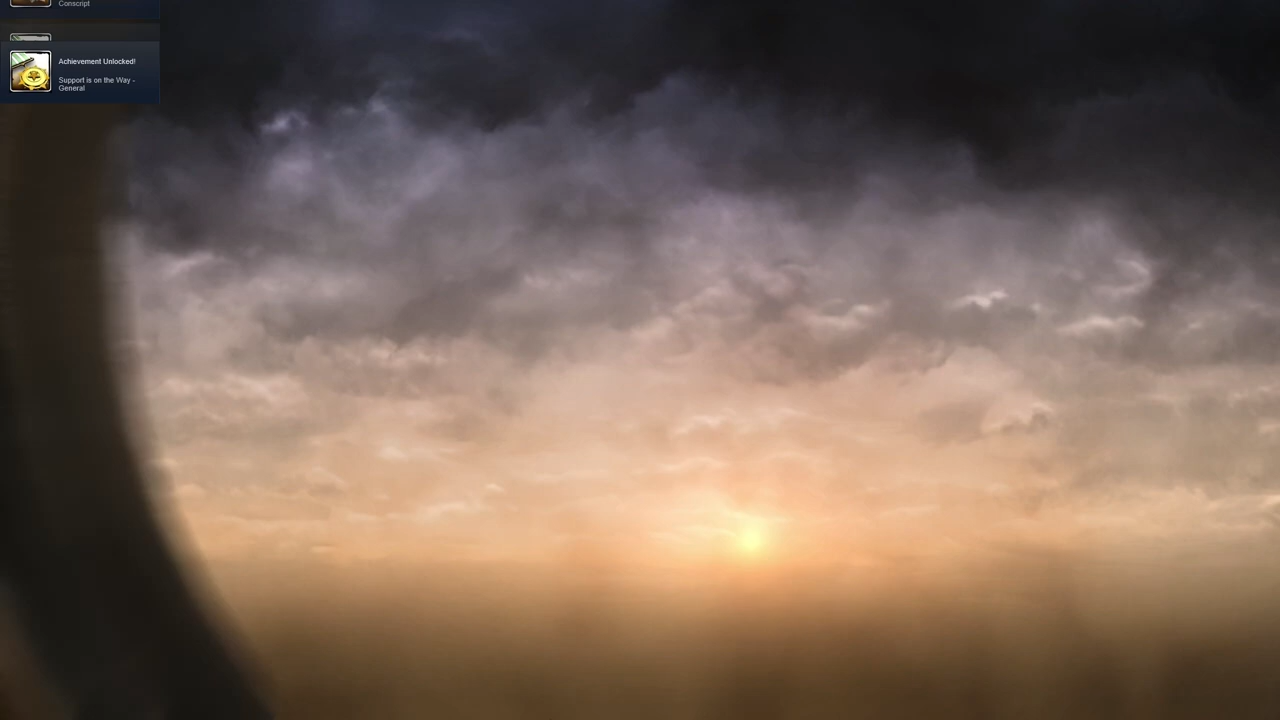 Conscript
Achievement Unlocked!
Support is on the Way -
General